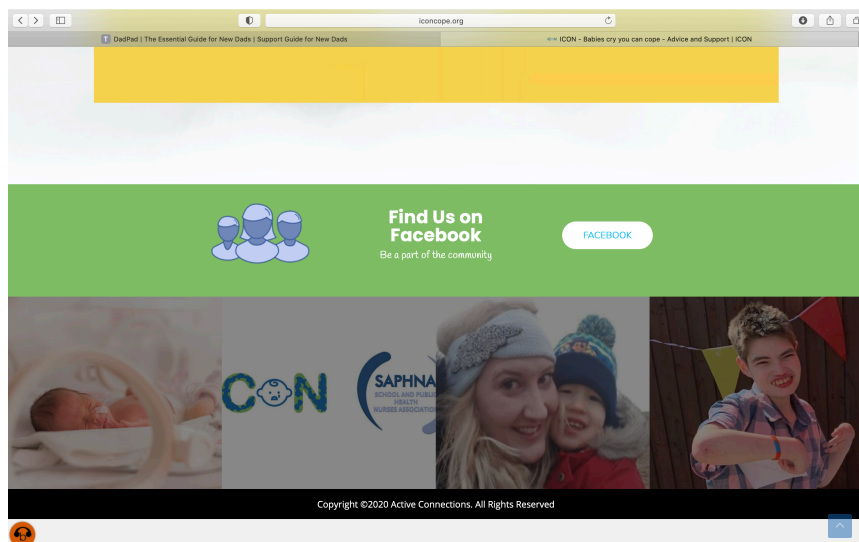 iconcope.org
DadPad | The Essential Guide for New Dads | Support Guide for New Dads
ICON - Babies cry you can cope - Advice and Support | ICON
Find Us on
Facebook
Be a part of the community
FACEBOOK
ICON
SAPHNA
SCHOOL AND PUBLIC
HEALTH
NURSES ASSOCIATION
Copyright ©2020 Active Connections. All Rights Reserved